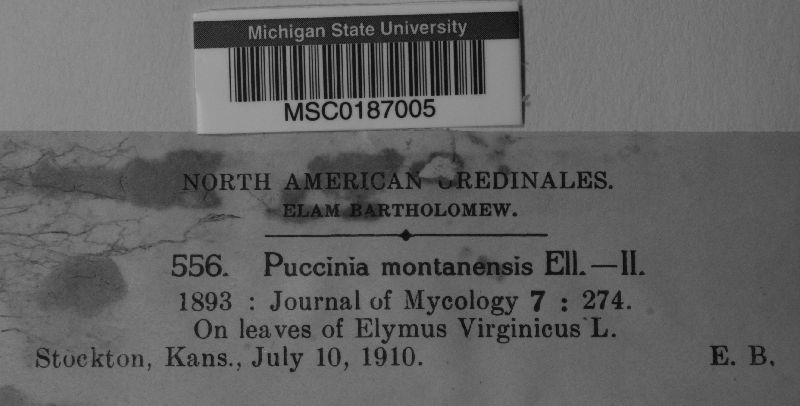 Michigan State University
MSC0187005
NORTH AMERICAN UREDINALES.
ELAM BARTHOLOMEW.
556. Puccinia montanensis Ell.—II.
1893 : Journal of Mycology 7 : 274.
On leaves of Elymus Virginicus L.
Stockton, Kans., July 10, 1910. E. B.